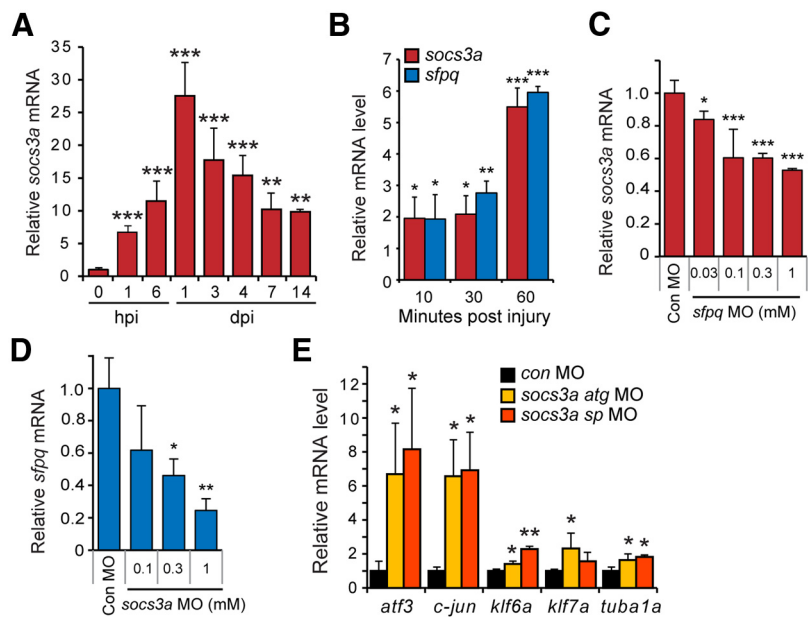 A
Relative socs3a mRNA
35
30
25
20
15
10
5
0
***
***
***
***
***
**
**
0 1 6 1 3 4 7 14
hpi dpi
B
socs3a
sfpq
Relative mRNA level
7
6
5
4
3
2
1
0
* * * ** *** ***
10 30 60
Minutes post injury
C
Relative socs3a mRNA
1.0
0.8
0.6
0.4
0.2
0
* *** *** ***
Con MO 0.03 0.1 0.3 1
sfpq MO (mM)
D
Relative sfpq mRNA
1.0
0.8
0.6
0.4
0.2
0
* **
Con MO 0.1 0.3 1
socs3a MO (mM)
E
con MO
socs3a atg MO
socs3a sp MO
Relative mRNA level
12
10
8
6
4
2
0
* * * * * ** * * *
atf3 c-jun klf6a klf7a tuba1a